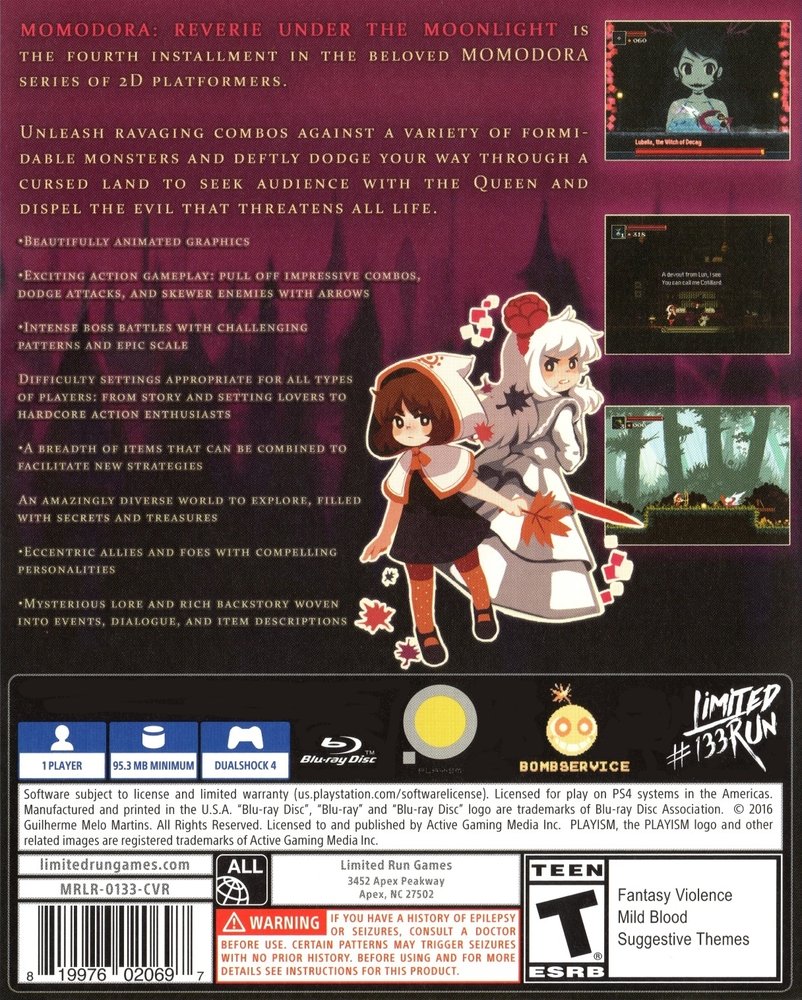 MOMODORA: REVERIE UNDER THE MOONLIGHT IS
THE FOURTH INSTALLMENT IN THE BELOVED MOMODORA
SERIES OF 2D PLATFORMERS.
UNLEASH RAVAGING COMBOS AGAINST A VARIETY OF FORMI-
DABLE MONSTERS AND DEFTLY DODGE YOUR WAY THROUGH A
CURSED LAND TO SEEK AUDIENCE WITH THE QUEEN AND
DISPEL THE EVIL THAT THREATENS ALL LIFE.
•BEAUTIFULLY ANIMATED GRAPHICS
•EXCITING ACTION GAMEPLAY: PULL OFF IMPRESSIVE COMBOS,
DODGE ATTACKS, AND SKEWER ENEMIES WITH ARROWS
•INTENSE BOSS BATTLES WITH CHALLENGING
PATTERNS AND EPIC SCALE
DIFFICULTY SETTINGS APPROPRIATE FOR ALL TYPES
OF PLAYERS: FROM STORY AND SETTING LOVERS TO
HARDCORE ACTION ENTHUSIASTS
•A BREADTH OF ITEMS THAT CAN BE COMBINED TO
FACILITATE NEW STRATEGIES
AN AMAZINGLY DIVERSE WORLD TO EXPLORE, FILLED
WITH SECRETS AND TREASURES
•ECCENTRIC ALLIES AND FOES WITH COMPELLING
PERSONALITIES
•MYSTERIOUS LORE AND RICH BACKSTORY WOVEN
INTO EVENTS, DIALOGUE, AND ITEM DESCRIPTIONS
060
Lubella, the Witch of Decay
818
A devout from Lun, I see.
You can call me Cotillard.
1 PLAYER
95.3 MB MINIMUM
DUALSHOCK 4
Blu-ray Disc™
PLAYISM
BOMBSERVICE
LIMITED
RUN
#133
Software subject to license and limited warranty (us.playstation.com/softwarelicense). Licensed for play on PS4 systems in the Americas.
Manufactured and printed in the U.S.A. "Blu-ray Disc", "Blu-ray" and "Blu-ray Disc" logo are trademarks of Blu-ray Disc Association. © 2016
Guilherme Melo Martins. All Rights Reserved. Licensed to and published by Active Gaming Media Inc. PLAYISM, the PLAYISM logo and other
related images are registered trademarks of Active Gaming Media Inc.
limitedrungames.com
MRLR-0133-CVR
8 19976 02069 7
ALL
Limited Run Games
3452 Apex Peakway
Apex, NC 27502
WARNING IF YOU HAVE A HISTORY OF EPILEPSY
OR SEIZURES, CONSULT A DOCTOR
BEFORE USE. CERTAIN PATTERNS MAY TRIGGER SEIZURES
WITH NO PRIOR HISTORY. BEFORE USING AND FOR MORE
DETAILS SEE INSTRUCTIONS FOR THIS PRODUCT.
TEEN
T
®
ESRB
Fantasy Violence
Mild Blood
Suggestive Themes